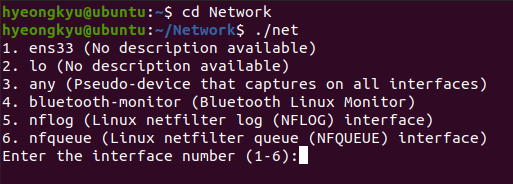 hyeongkyu@ubuntu:~$ cd Network
hyeongkyu@ubuntu:~/Network$ ./net
1. ens33 (No description available)
2. lo (No description available)
3. any (Pseudo-device that captures on all interfaces)
4. bluetooth-monitor (Bluetooth Linux Monitor)
5. nflog (Linux netfilter log (NFLOG) interface)
6. nfqueue (Linux netfilter queue (NFQUEUE) interface)
Enter the interface number (1-6):